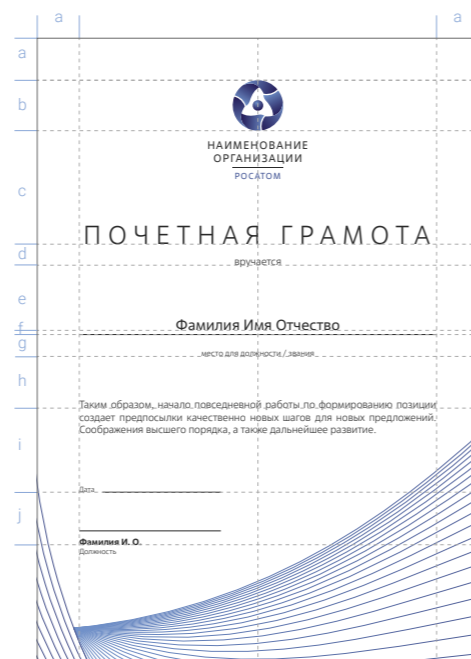 a
a
a
b
НАИМЕНОВАНИЕ
ОРГАНИЗАЦИИ
РОСАТОМ
c
ПОЧЕТНАЯ ГРАМОТА
d
вручается
e
Фамилия Имя Отчество
f
g
место для должности / звания
h
Таким образом, начало повседневной работы по формированию позиции
создает предпосылки качественно новых шагов для новых предложений.
Соображения высшего порядка, а также дальнейшее развитие.
i
Дата
j
Фамилия И. О.
Должность